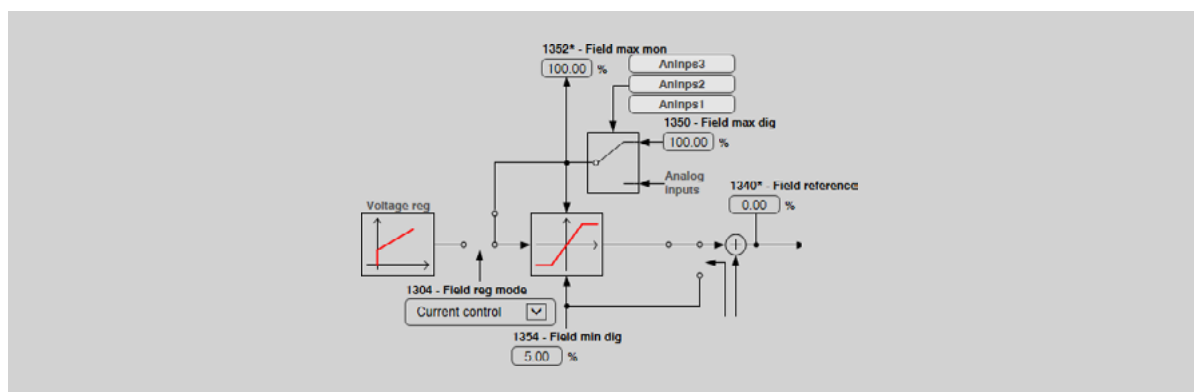 1352* - Field max mon
100.00 %
AnInps3
AnInps2
AnInps1
1350 - Field max dig
100.00 %
Analog
inputs
1340* - Field reference
0.00 %
Voltage reg
1304 - Field reg mode
Current control
1354 - Field min dig
5.00 %